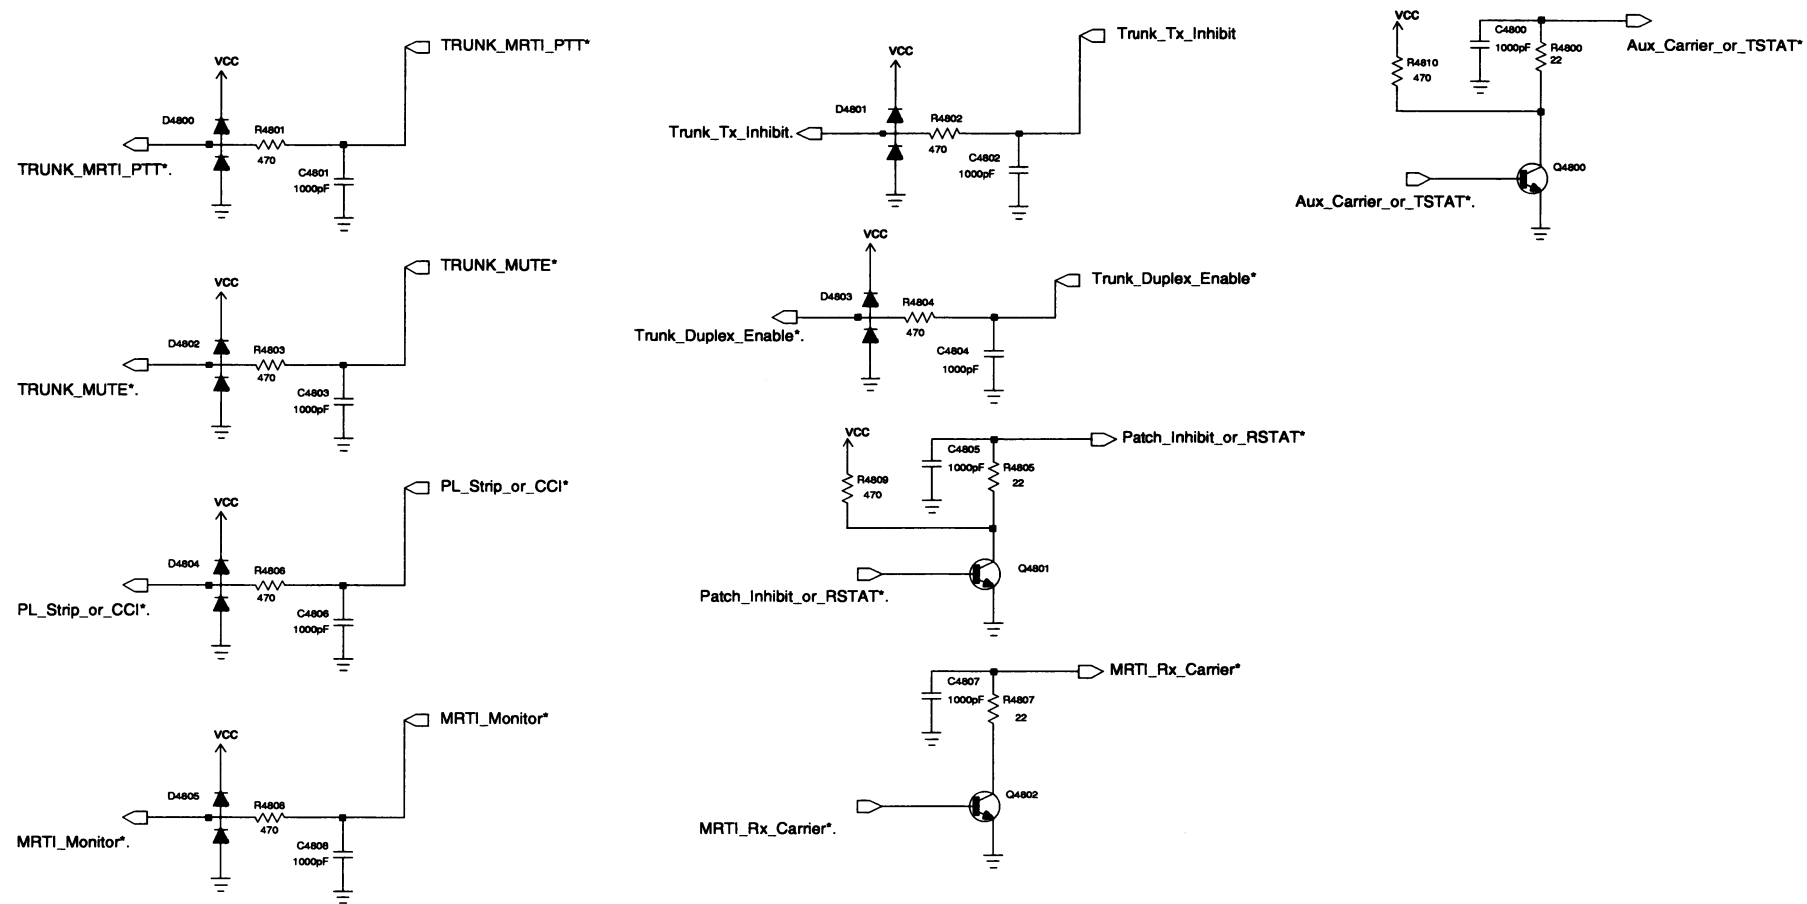 TRUNK_MRTI_PTT*
VCC
D4800
R4801
470
C4801
1000pF
TRUNK_MRTI_PTT*.
TRUNK_MUTE*
VCC
D4802
R4803
470
C4803
1000pF
TRUNK_MUTE*.
PL_Strip_or_CCI*
VCC
D4804
R4806
470
C4806
1000pF
PL_Strip_or_CCI*.
MRTI_Monitor*
VCC
D4805
R4808
470
C4808
1000pF
MRTI_Monitor*.
Trunk_Tx_Inhibit
VCC
D4801
R4802
470
Trunk_Tx_Inhibit.
C4802
1000pF
VCC
Trunk_Duplex_Enable*
D4803
R4804
470
Trunk_Duplex_Enable*.
C4804
1000pF
VCC
Patch_Inhibit_or_RSTAT*
C4805
1000pF
R4805
22
R4809
470
Q4801
Patch_Inhibit_or_RSTAT*.
MRTI_Rx_Carrier*
C4807
1000pF
R4807
22
Q4802
MRTI_Rx_Carrier*.
VCC
C4800
1000pF
R4800
22
Aux_Carrier_or_TSTAT*
R4810
470
Q4800
Aux_Carrier_or_TSTAT*.